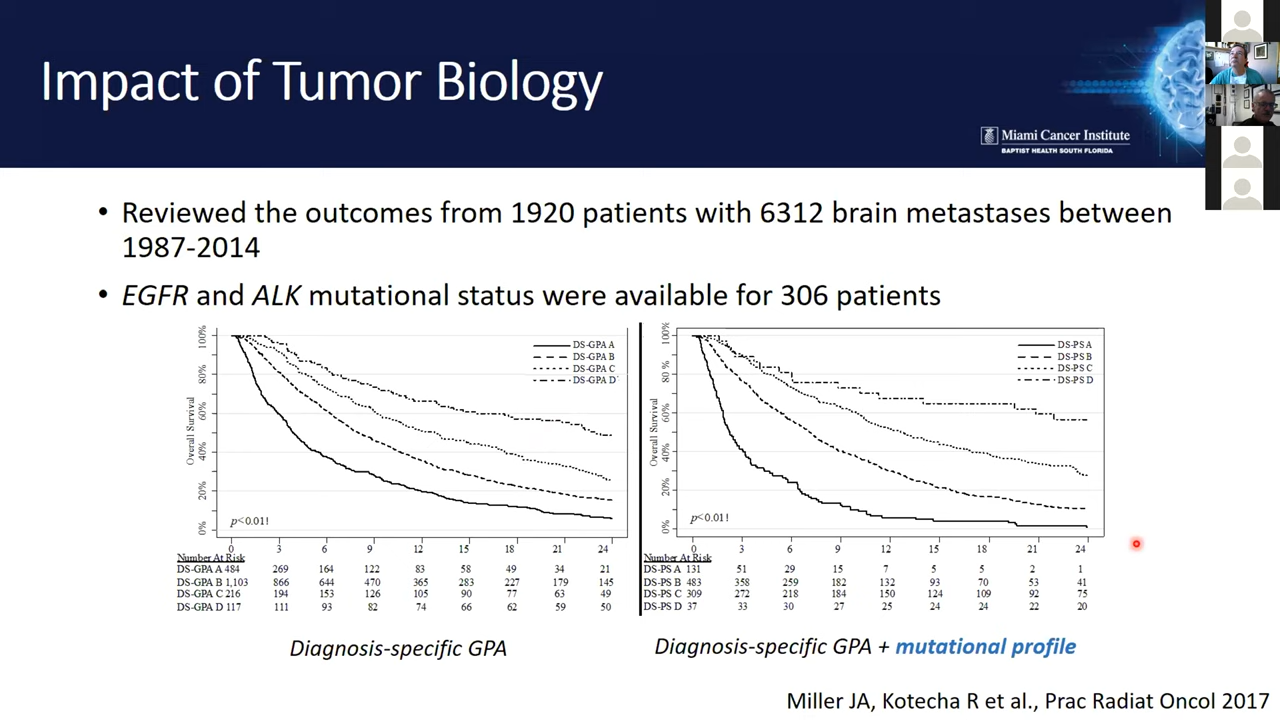 Impact of Tumor Biology
Miami Cancer Institute
BAPTIST HEALTH SOUTH FLORIDA
• Reviewed the outcomes from 1920 patients with 6312 brain metastases between
1987-2014
• EGFR and ALK mutational status were available for 306 patients
Overall Survival
100%
80%
60%
40%
20%
0%
DS-GPA A
DS-GPA B
DS-GPA C
DS-GPA D
p<0.01!
0 3 6 9 12 15 18 21 24
Number At Risk
DS-GPA A 484 269 164 122 83 58 49 34 21
DS-GPA B 1,103 866 644 470 365 283 227 179 145
DS-GPA C 216 194 153 126 105 90 77 63 49
DS-GPA D 117 111 93 82 74 66 62 59 50
Diagnosis-specific GPA
Overall Survival
100%
80%
60%
40%
20%
0%
DS-PS A
DS-PS B
DS-PS C
DS-PS D
p<0.01!
0 3 6 9 12 15 18 21 24
Number At Risk
DS-PS A 131 51 29 15 7 5 5 2 1
DS-PS B 483 358 259 182 132 93 70 53 41
DS-PS C 309 272 218 184 150 124 109 92 75
DS-PS D 37 33 30 27 25 24 24 22 20
Diagnosis-specific GPA + mutational profile
Miller JA, Kotecha R et al., Prac Radiat Oncol 2017